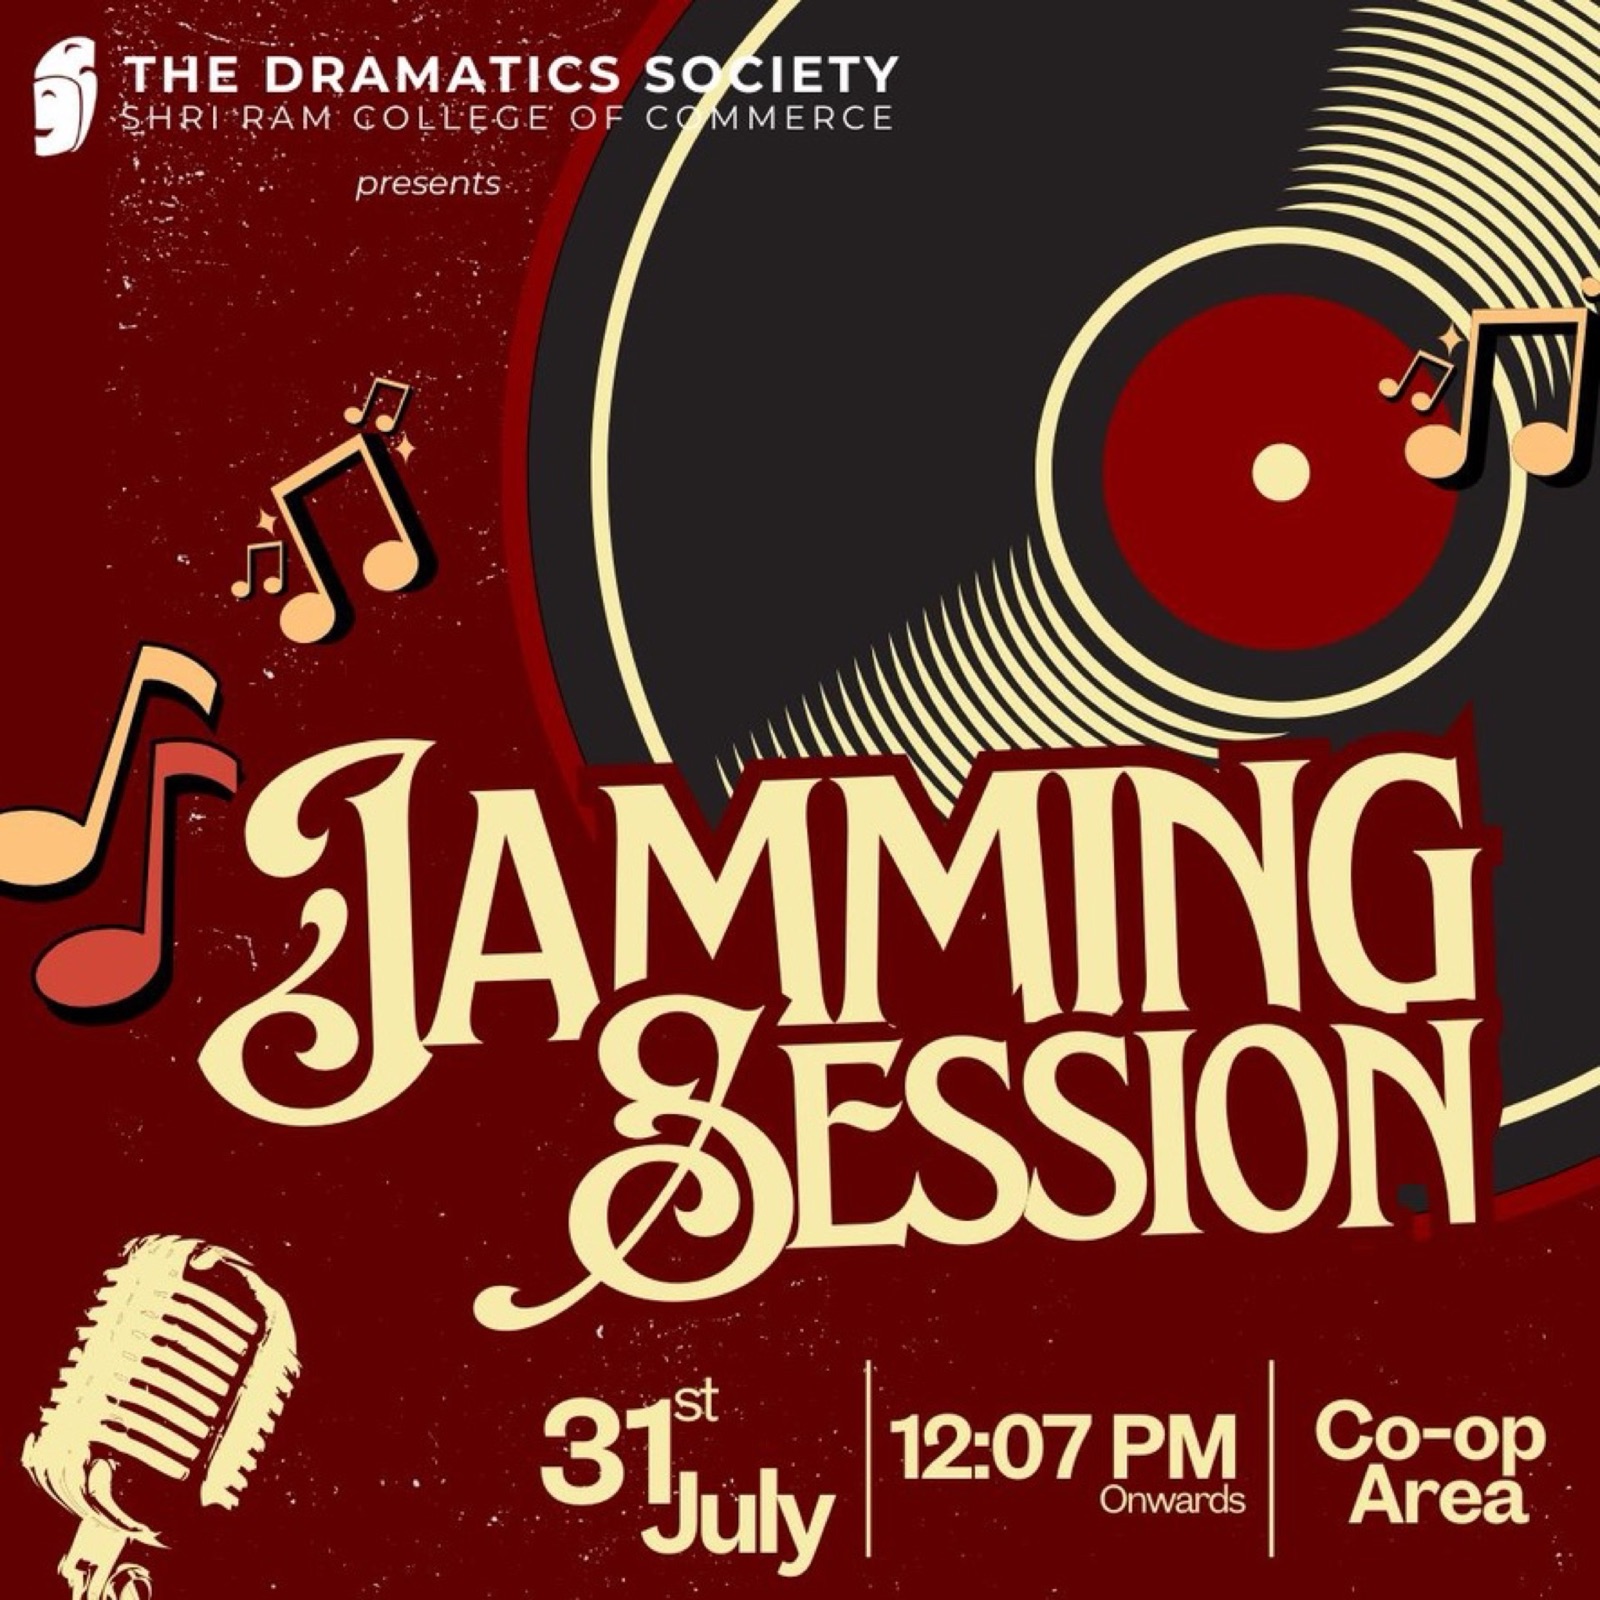 THE DRAMATICS SOCIETY
SHRI RAM COLLEGE OF COMMERCE
presents
JAMMING
SESSION
31st
July
12:07 PM
Onwards
Co-op
Area